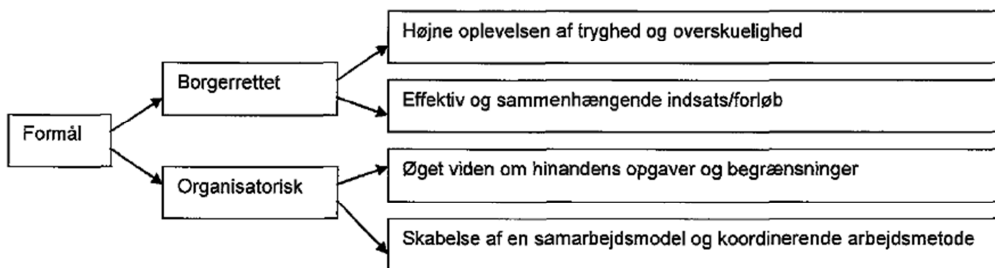 Formål
Borgerrettet
Højne oplevelsen af tryghed og overskuelighed
Effektiv og sammenhængende indsats/forløb
Organisatorisk
Øget viden om hinandens opgaver og begrænsninger
Skabelse af en samarbejdsmodel og koordinerende arbejdsmetode